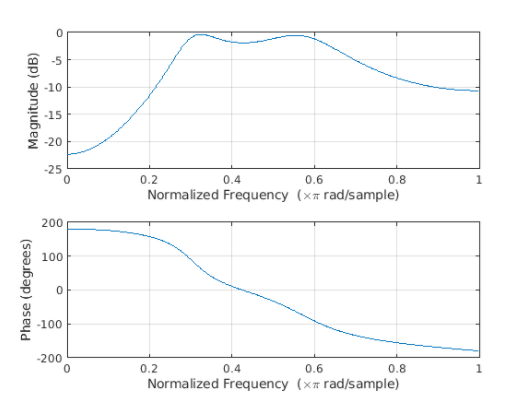 0
-5
-10
-15
-20
-25
Magnitude (dB)
0 0.2 0.4 0.6 0.8 1
Normalized Frequency (×π rad/sample)
200
100
0
-100
-200
Phase (degrees)
0 0.2 0.4 0.6 0.8 1
Normalized Frequency (×π rad/sample)